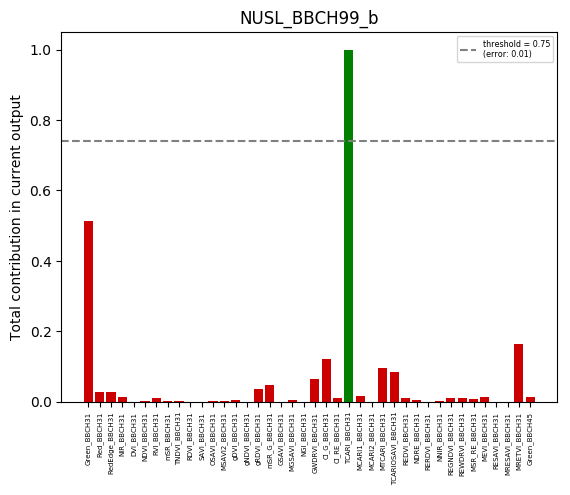 NUSL_BBCH99_b
threshold = 0.75
(error: 0.01)
Total contribution in current output
1.0
0.8
0.6
0.4
0.2
0.0
Green_BBCH31
Red_BBCH31
RedEdge_BBCH31
NIR_BBCH31
DVI_BBCH31
NDVI_BBCH31
RVI_BBCH31
mSR_BBCH31
TNDVI_BBCH31
RDVI_BBCH31
SAVI_BBCH31
OSAVI_BBCH31
MSAVI2_BBCH31
gDVI_BBCH31
gNDVI_BBCH31
gRDVI_BBCH31
mSR_G_BBCH31
GSAVI_BBCH31
MGSAVI_BBCH31
NGI_BBCH31
GWDRVI_BBCH31
CI_G_BBCH31
CI_RE_BBCH31
TCARI_BBCH31
MCARI1_BBCH31
MCARI2_BBCH31
MTCARI_BBCH31
TCARIOSAVI_BBCH31
REDVI_BBCH31
NDRE_BBCH31
RERDVI_BBCH31
NNIR_BBCH31
REGNDVI_BBCH31
REWDRVI_BBCH31
MSR_RE_BBCH31
MEVI_BBCH31
RESAVI_BBCH31
MRESAVI_BBCH31
MRETVI_BBCH31
Green_BBCH45